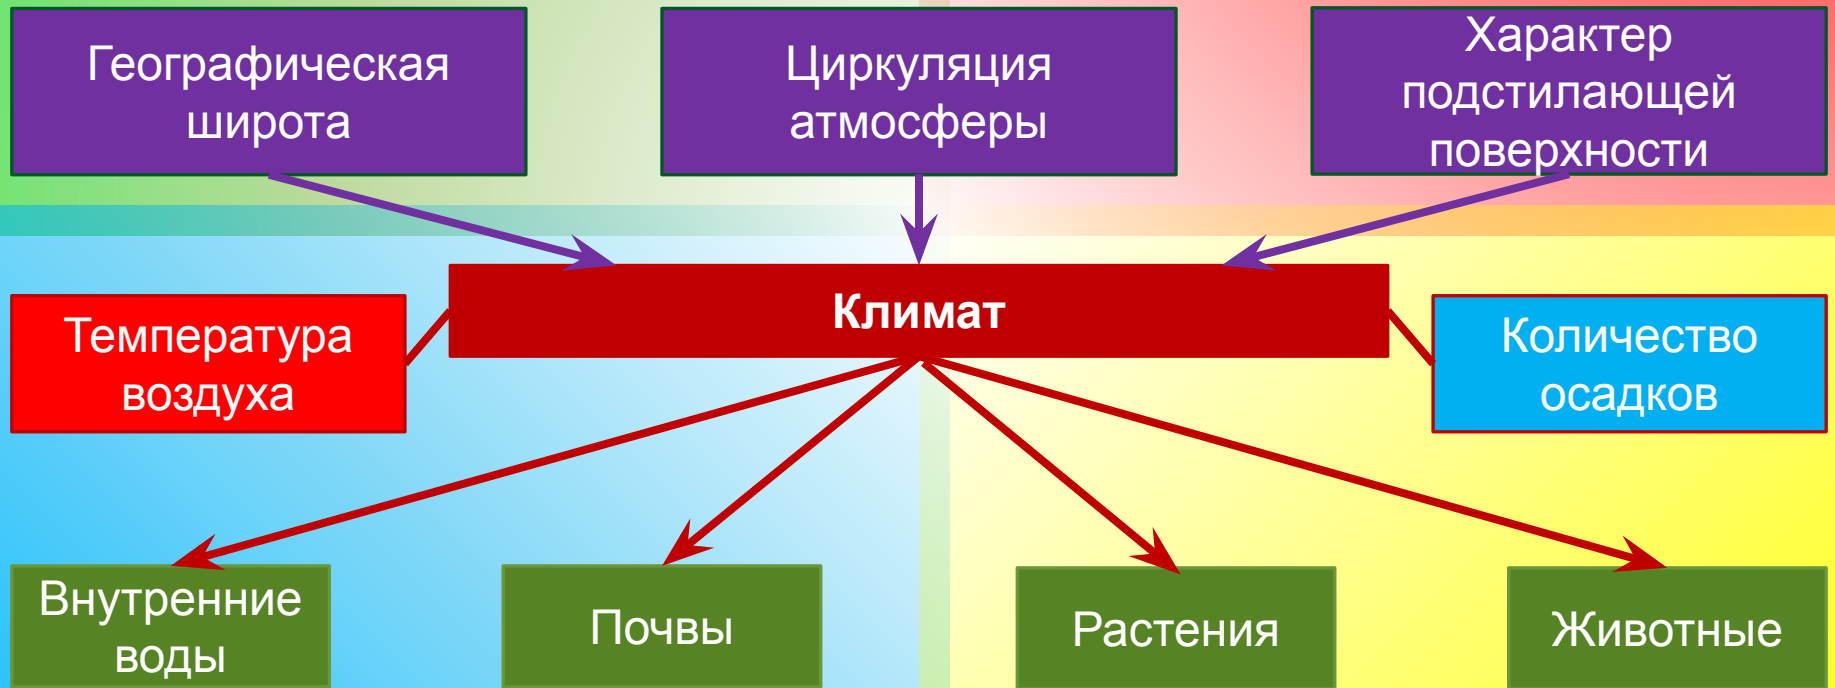 Географическая
широта
Циркуляция
атмосферы
Характер
подстилающей
поверхности
Климат
Температура
воздуха
Количество
осадков
Внутренние
воды
Почвы
Растения
Животные